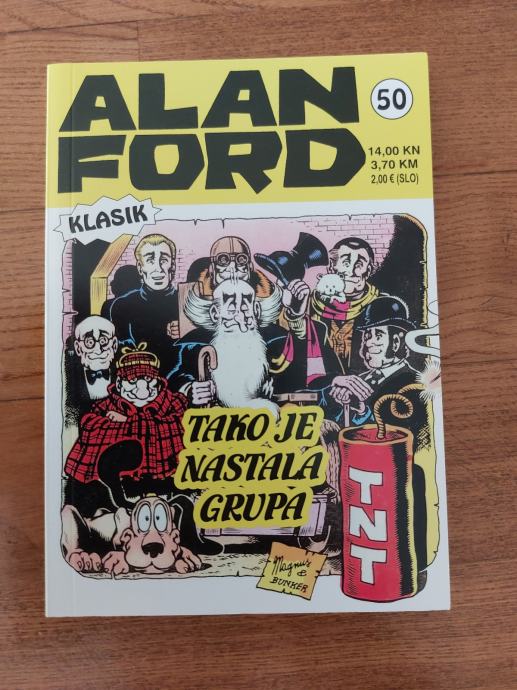 ALAN
FORD
50
14,00 KN
3,70 KM
2,00 € (SLO)
KLASIK
TAKO JE
NASTALA
GRUPA
TNT
Magnus
&
BUNKER